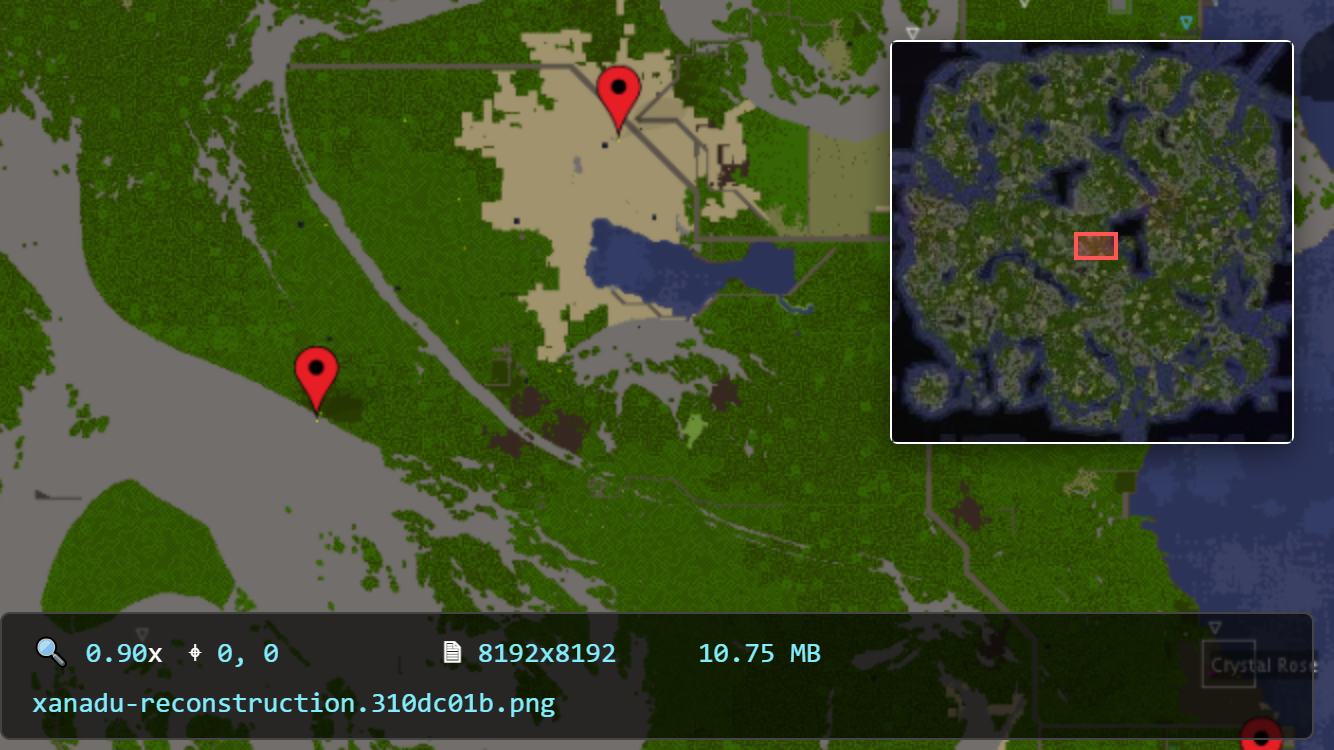 0.90x 0, 0 8192x8192 10.75 MB
xanadu-reconstruction.310dc01b.png
Crystal Rose